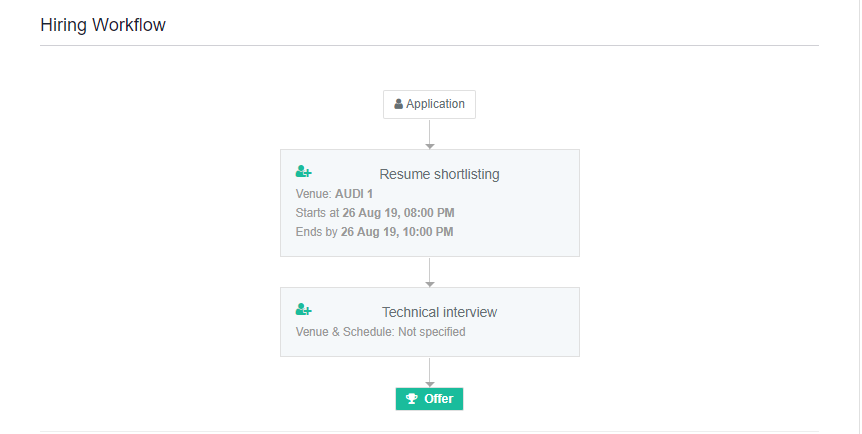 Hiring Workflow
Application
Resume shortlisting
Venue: AUDI 1
Starts at 26 Aug 19, 08:00 PM
Ends by 26 Aug 19, 10:00 PM
Technical interview
Venue & Schedule: Not specified
Offer